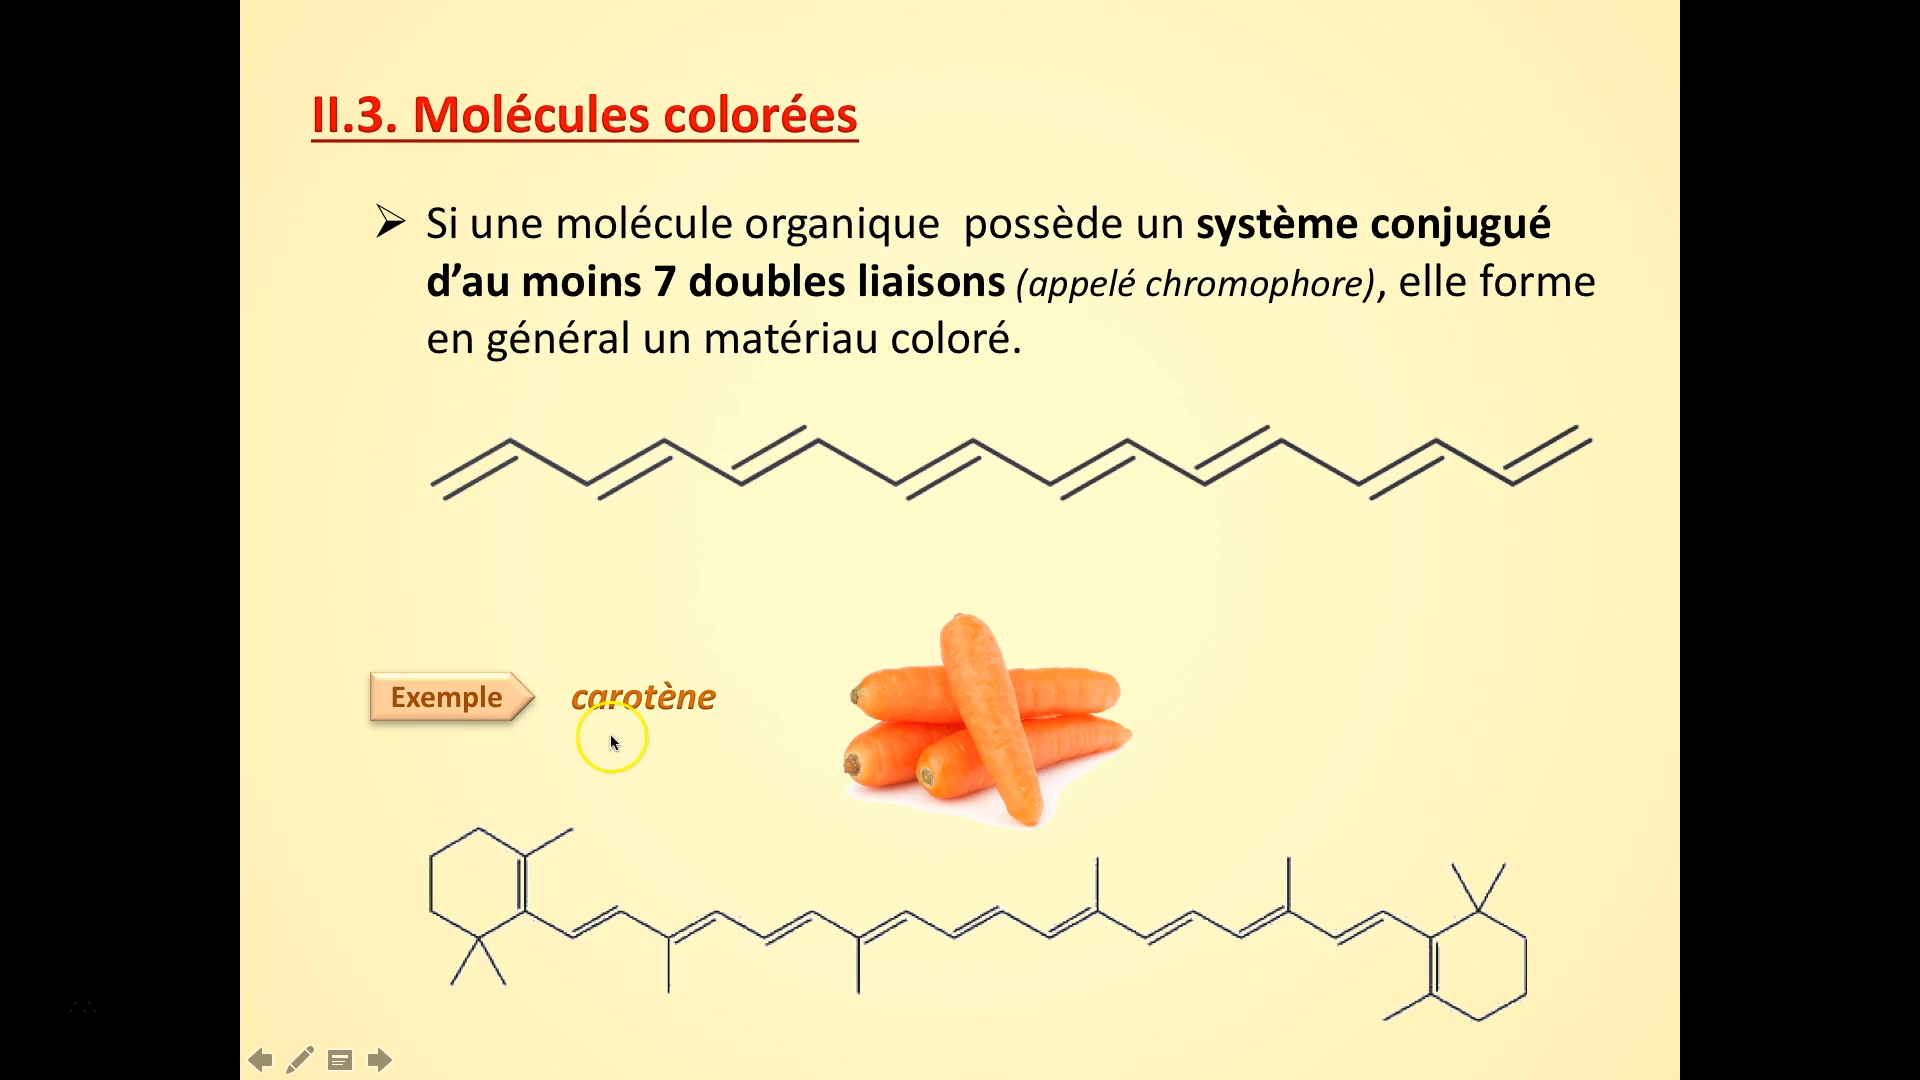 II.3. Molécules colorées
Si une molécule organique possède un système conjugué
d’au moins 7 doubles liaisons (appelé chromophore), elle forme
en général un matériau coloré.
Exemple
carotène